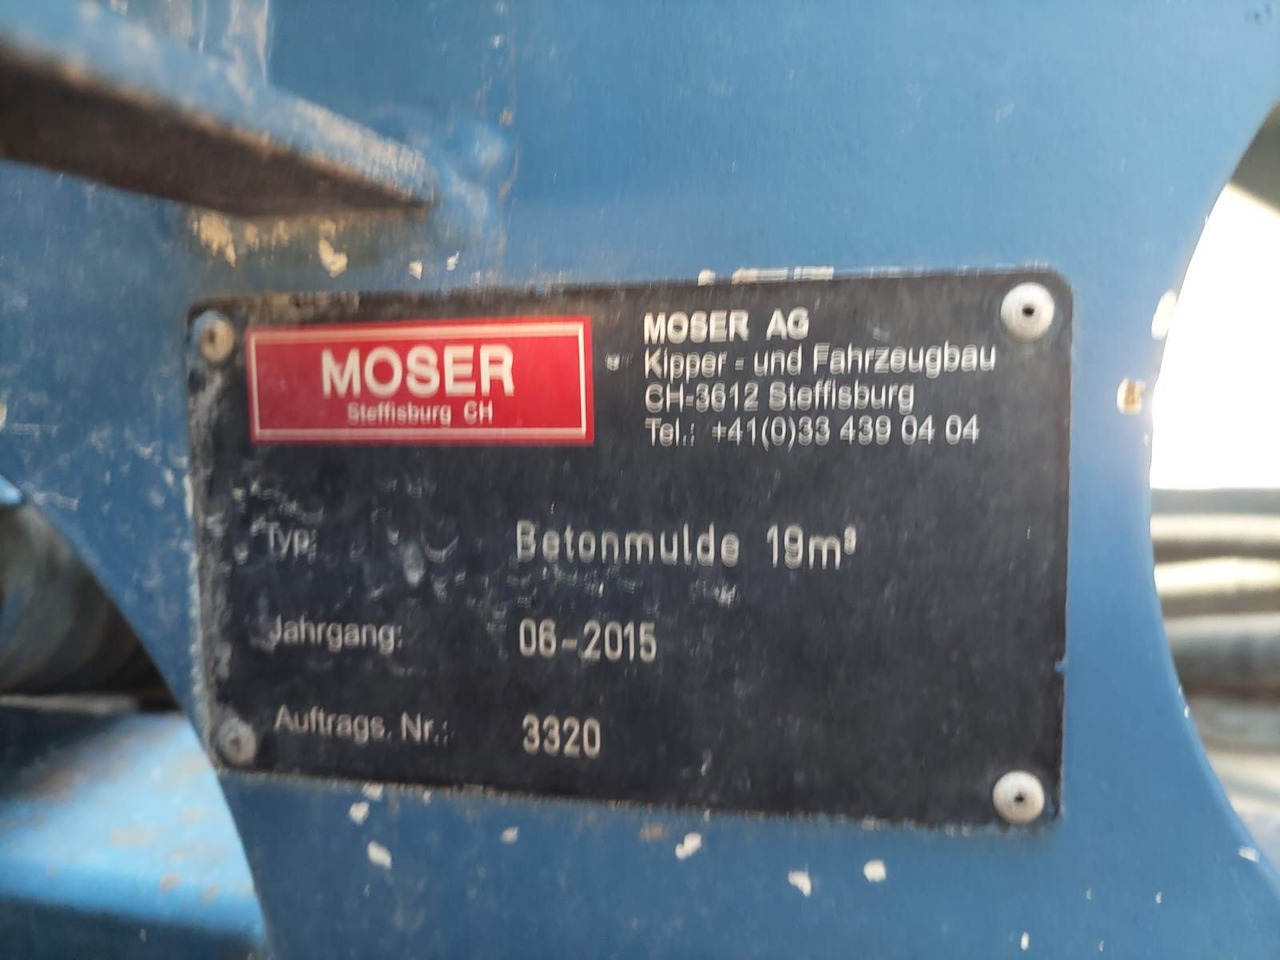 MOSER
Steffisburg CH
MOSER AG
Kipper- und Fahrzeugbau
CH-3612 Steffisburg
Tel.: +41(0)33 439 04 04
Typ: Betonmulde 19m³
Jahrgang: 06-2015
Auftrags. Nr.: 3320